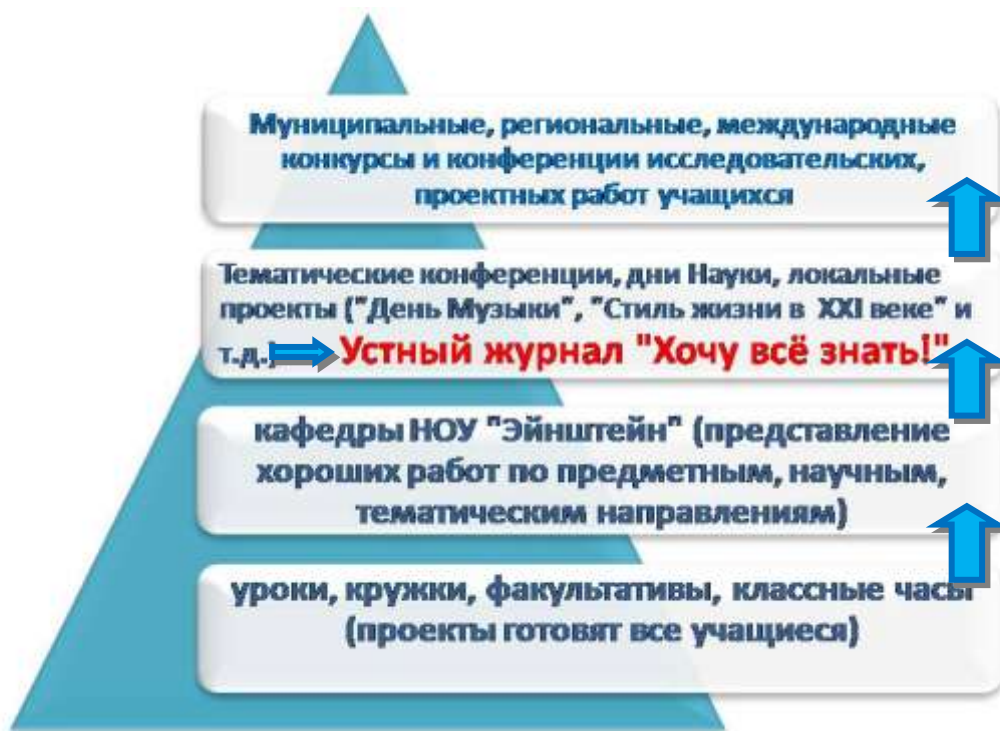 Муниципальные, региональные, международные
конкурсы и конференции исследовательских,
проектных работ учащихся
Тематические конференции, дни Науки, локальные
проекты ("День Музыки", "Стиль жизни в XXI веке" и
т.д.) Устный журнал "Хочу всё знать!"
кафедры НОУ "Эйнштейн" (представление
хороших работ по предметным, научным,
тематическим направлениям)
уроки, кружки, факультативы, классные часы
(проекты готовят все учащиеся)